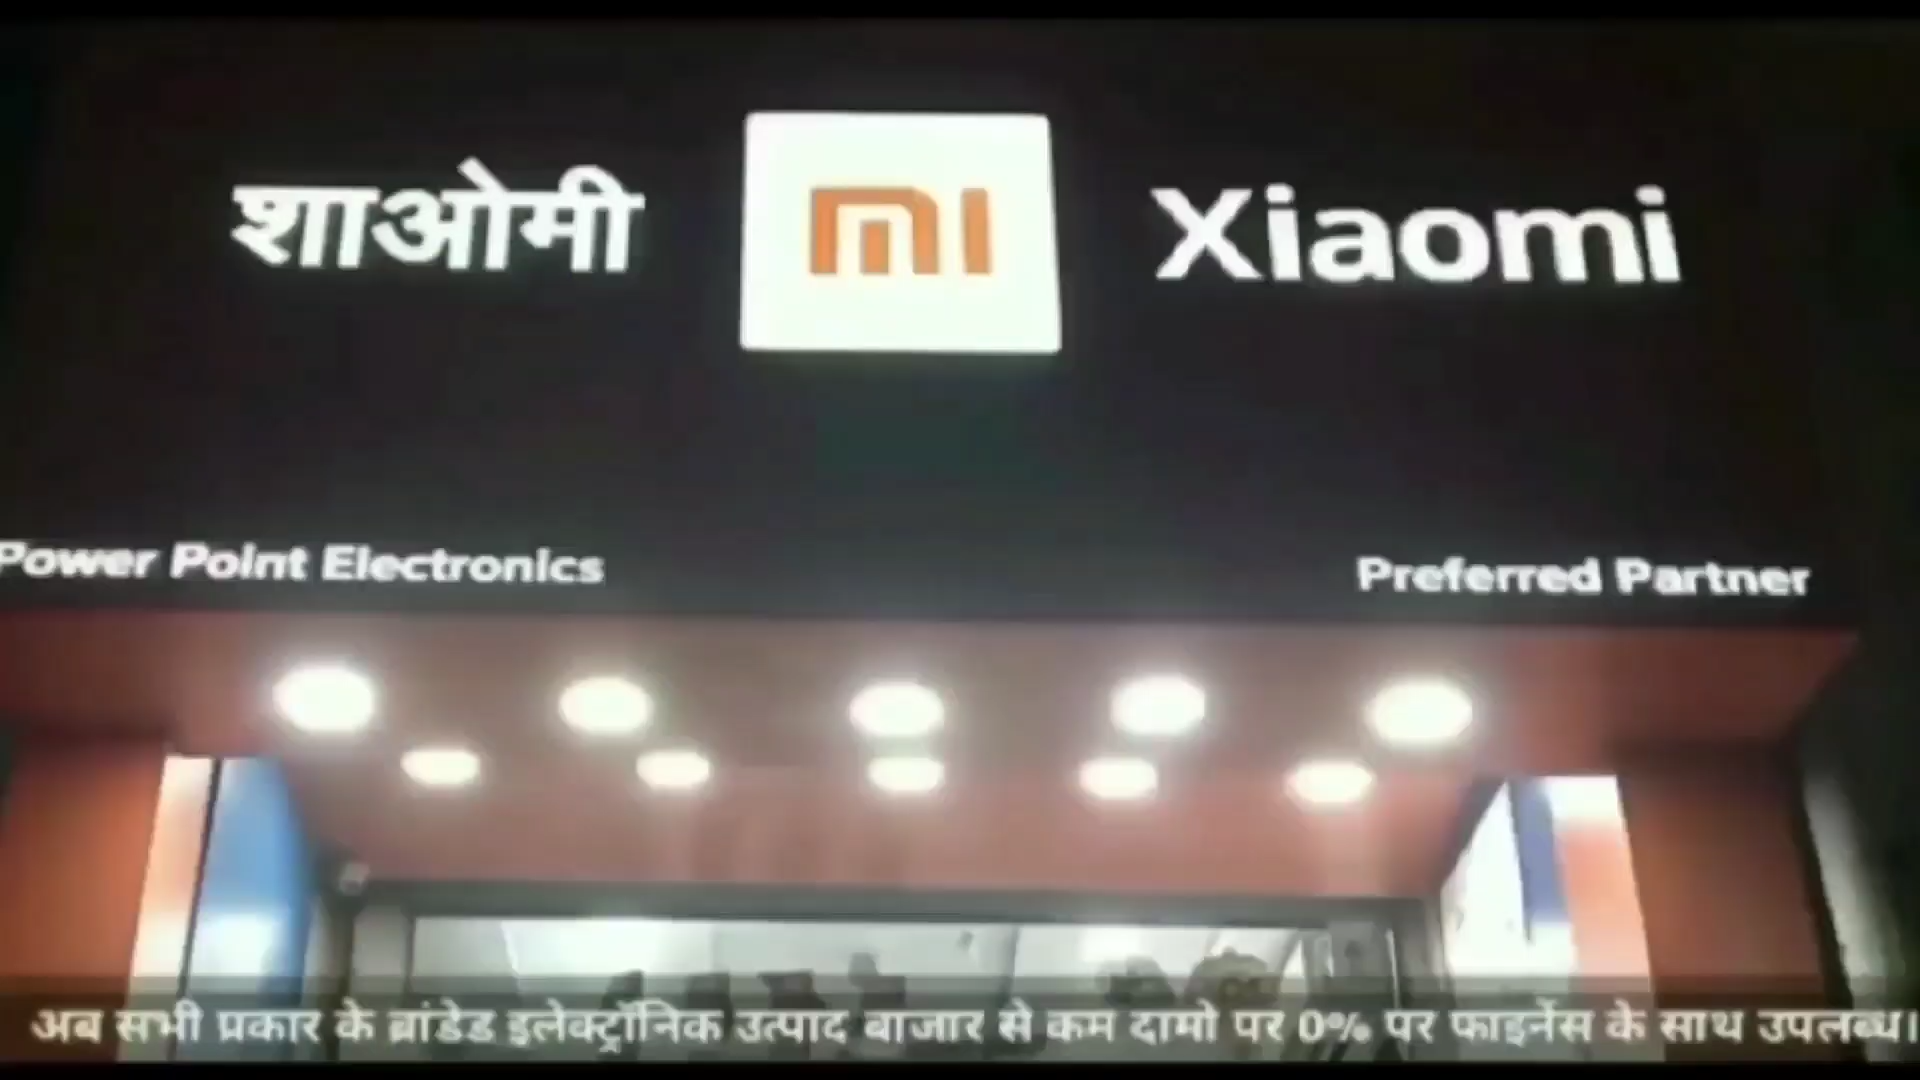 शाओमी mi Xiaomi
Power Point Electronics Preferred Partner
अब सभी प्रकार के ब्रांडेड इलेक्ट्रॉनिक उत्पाद बाजार से कम दामो पर 0% पर फाइनेंस के साथ उपलब्ध।